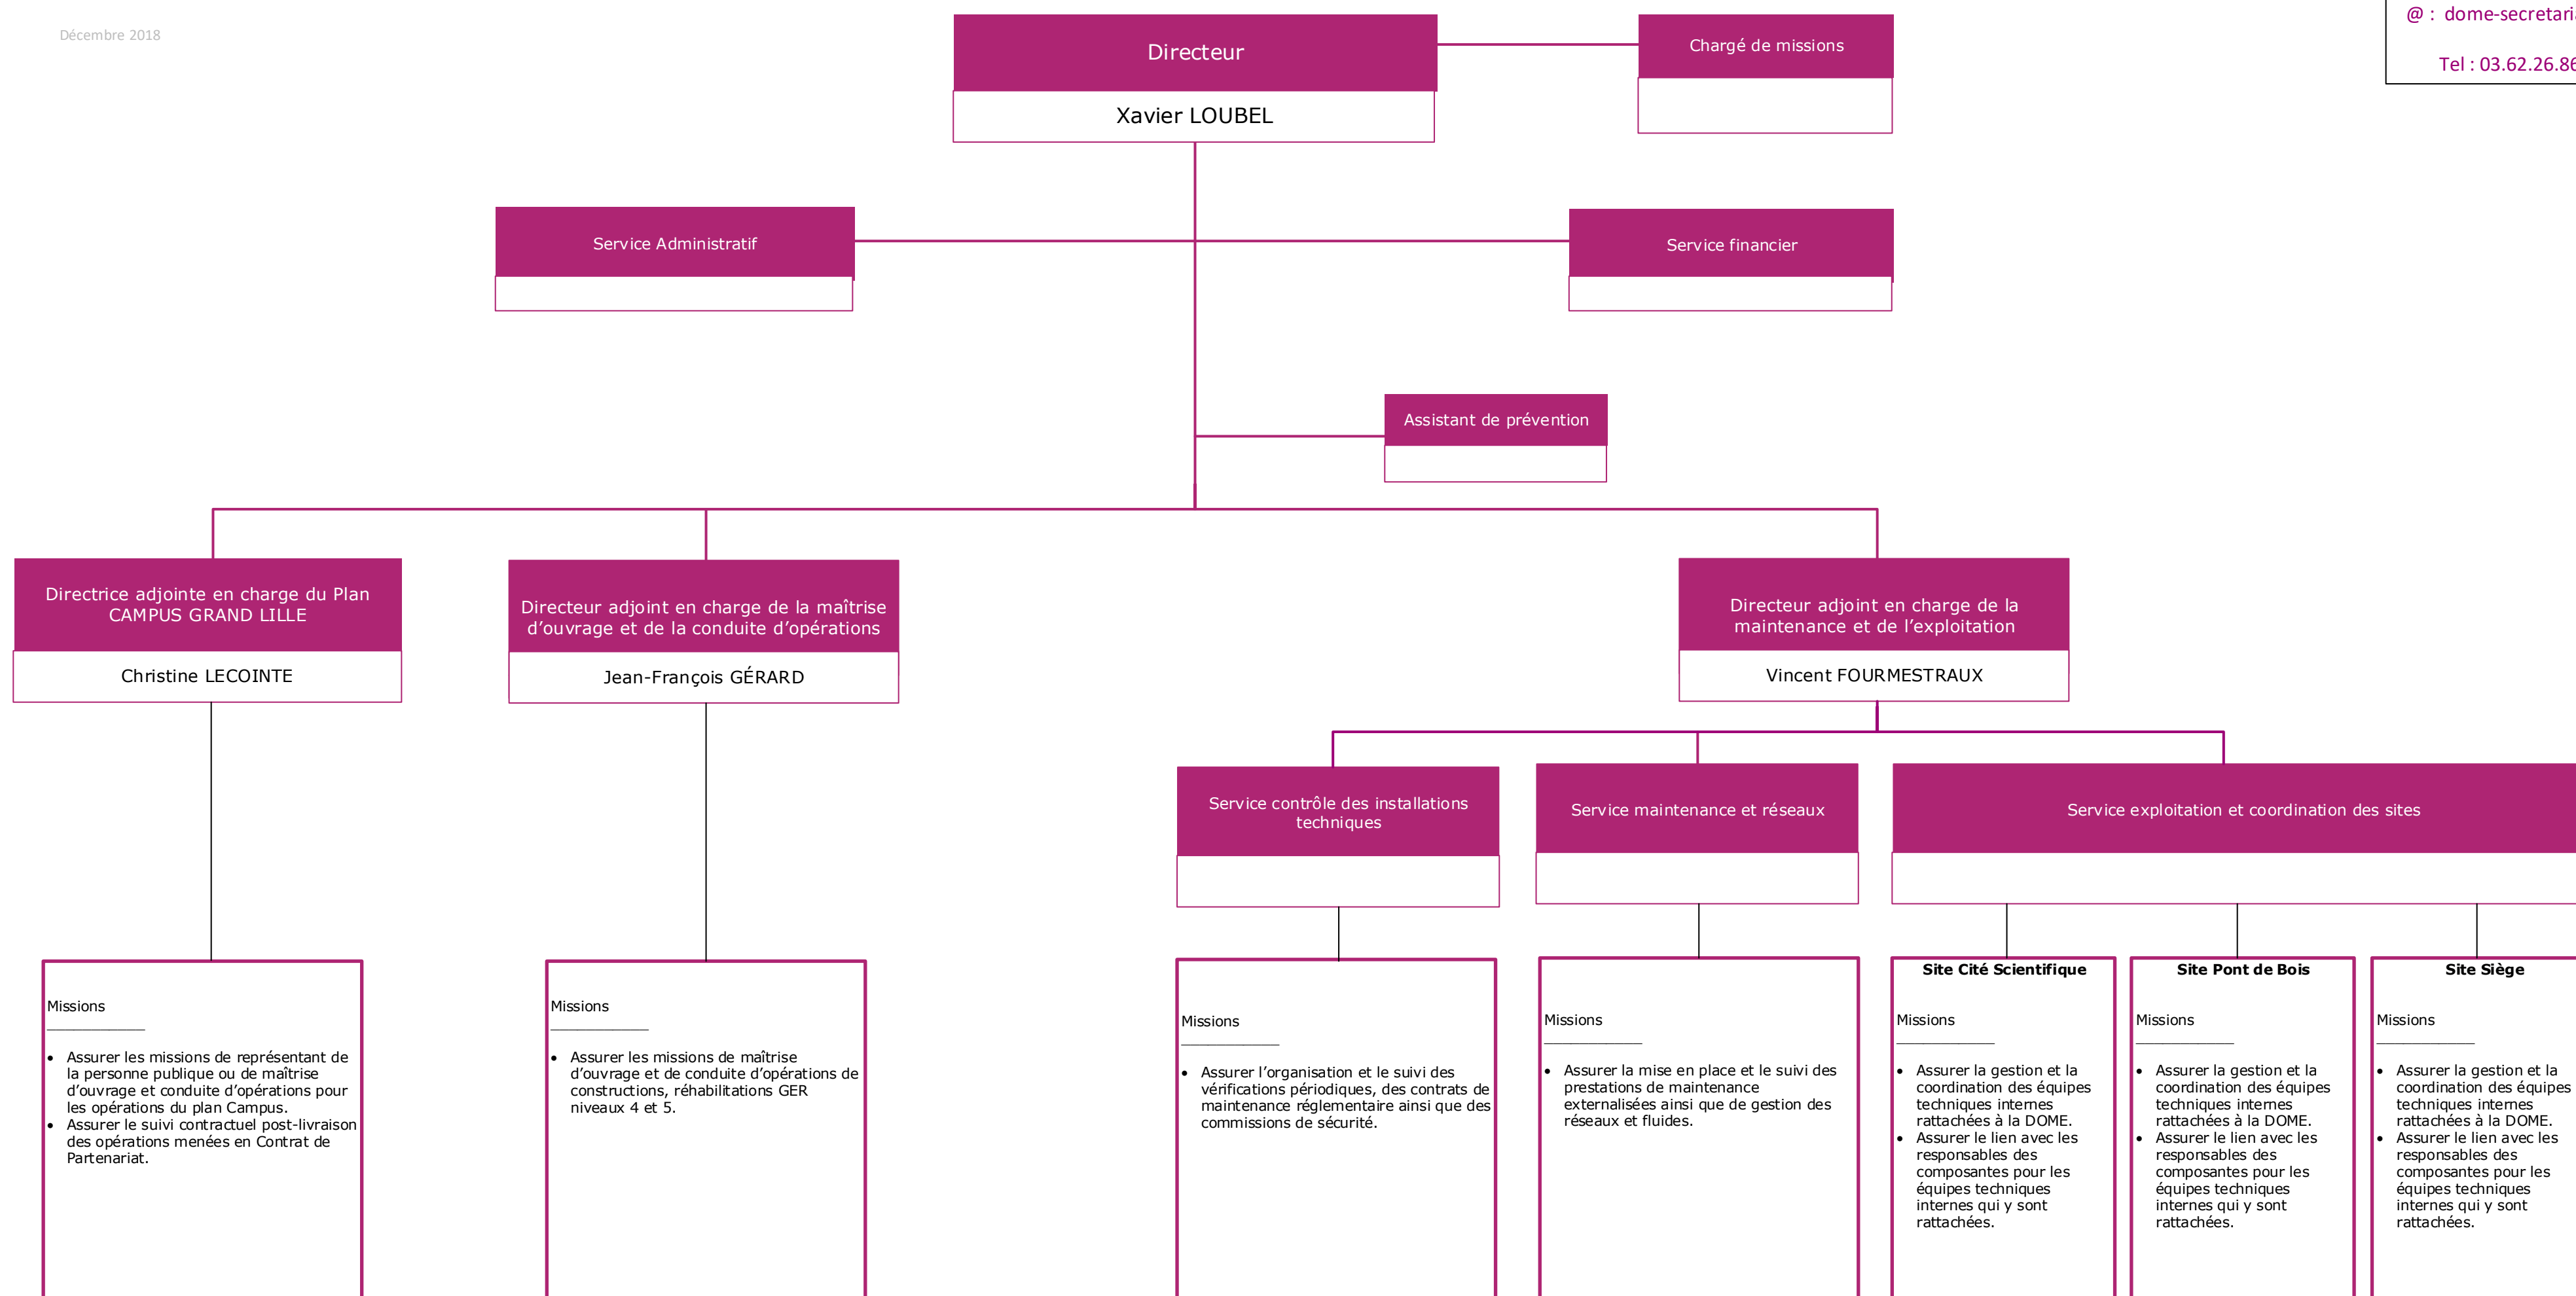 @ : dome-secretari
Tel : 03.62.26.86
Décembre 2018
Directeur
Xavier LOUBEL
Chargé de missions
Service Administratif
Service financier
Assistant de prévention
Directrice adjointe en charge du Plan
CAMPUS GRAND LILLE
Christine LECOINTE
Directeur adjoint en charge de la maîtrise
d’ouvrage et de la conduite d’opérations
Jean-François GÉRARD
Directeur adjoint en charge de la
maintenance et de l’exploitation
Vincent FOURMESTRAUX
Service contrôle des installations
techniques
Service maintenance et réseaux
Service exploitation et coordination des sites
Missions
• Assurer les missions de représentant de
la personne publique ou de maîtrise
d’ouvrage et conduite d’opérations pour
les opérations du plan Campus.
• Assurer le suivi contractuel post-livraison
des opérations menées en Contrat de
Partenariat.
Missions
• Assurer les missions de maîtrise
d’ouvrage et de conduite d’opérations de
constructions, réhabilitations GER
niveaux 4 et 5.
Missions
• Assurer l’organisation et le suivi des
vérifications périodiques, des contrats de
maintenance réglementaire ainsi que des
commissions de sécurité.
Missions
• Assurer la mise en place et le suivi des
prestations de maintenance
externalisées ainsi que de gestion des
réseaux et fluides.
Site Cité Scientifique
Missions
• Assurer la gestion et la
coordination des équipes
techniques internes
rattachées à la DOME.
• Assurer le lien avec les
responsables des
composantes pour les
équipes techniques
internes qui y sont
rattachées.
Site Pont de Bois
Missions
• Assurer la gestion et la
coordination des équipes
techniques internes
rattachées à la DOME.
• Assurer le lien avec les
responsables des
composantes pour les
équipes techniques
internes qui y sont
rattachées.
Site Siège
Missions
• Assurer la gestion et la
coordination des équipes
techniques internes
rattachées à la DOME.
• Assurer le lien avec les
responsables des
composantes pour les
équipes techniques
internes qui y sont
rattachées.